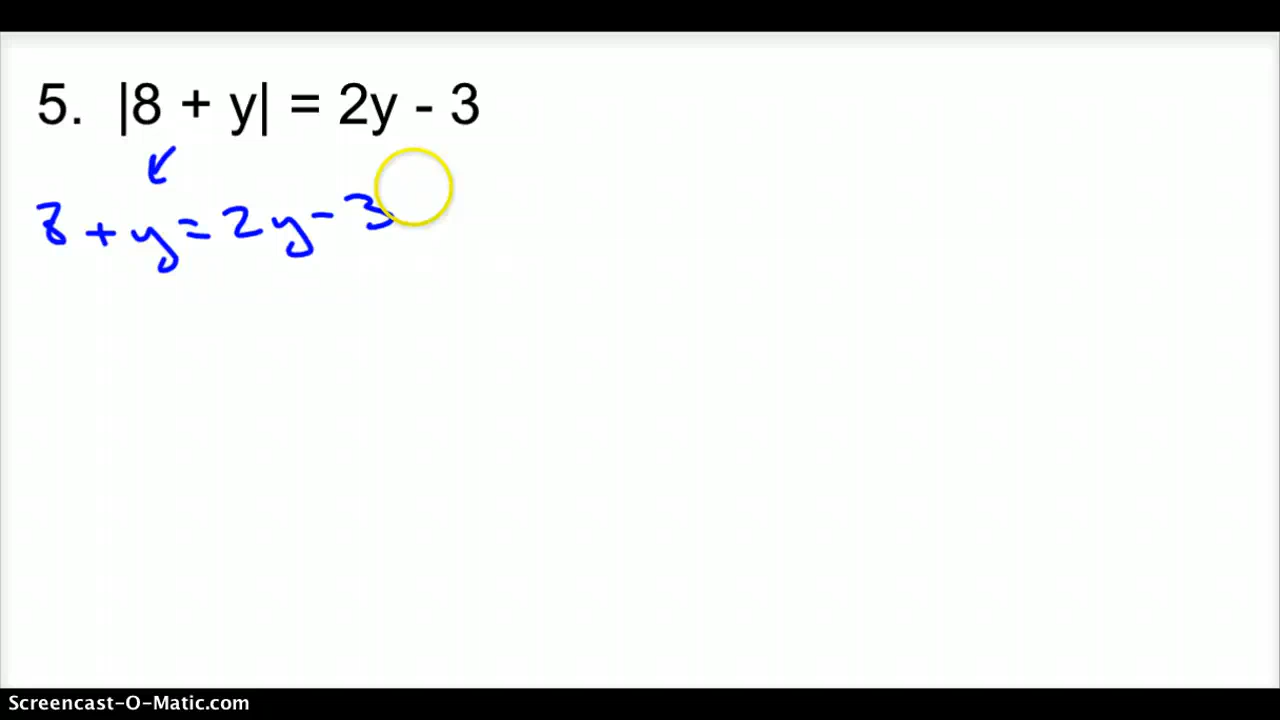 5. |8 + y| = 2y - 3
8 + y = 2y - 3
Screencast-O-Matic.com